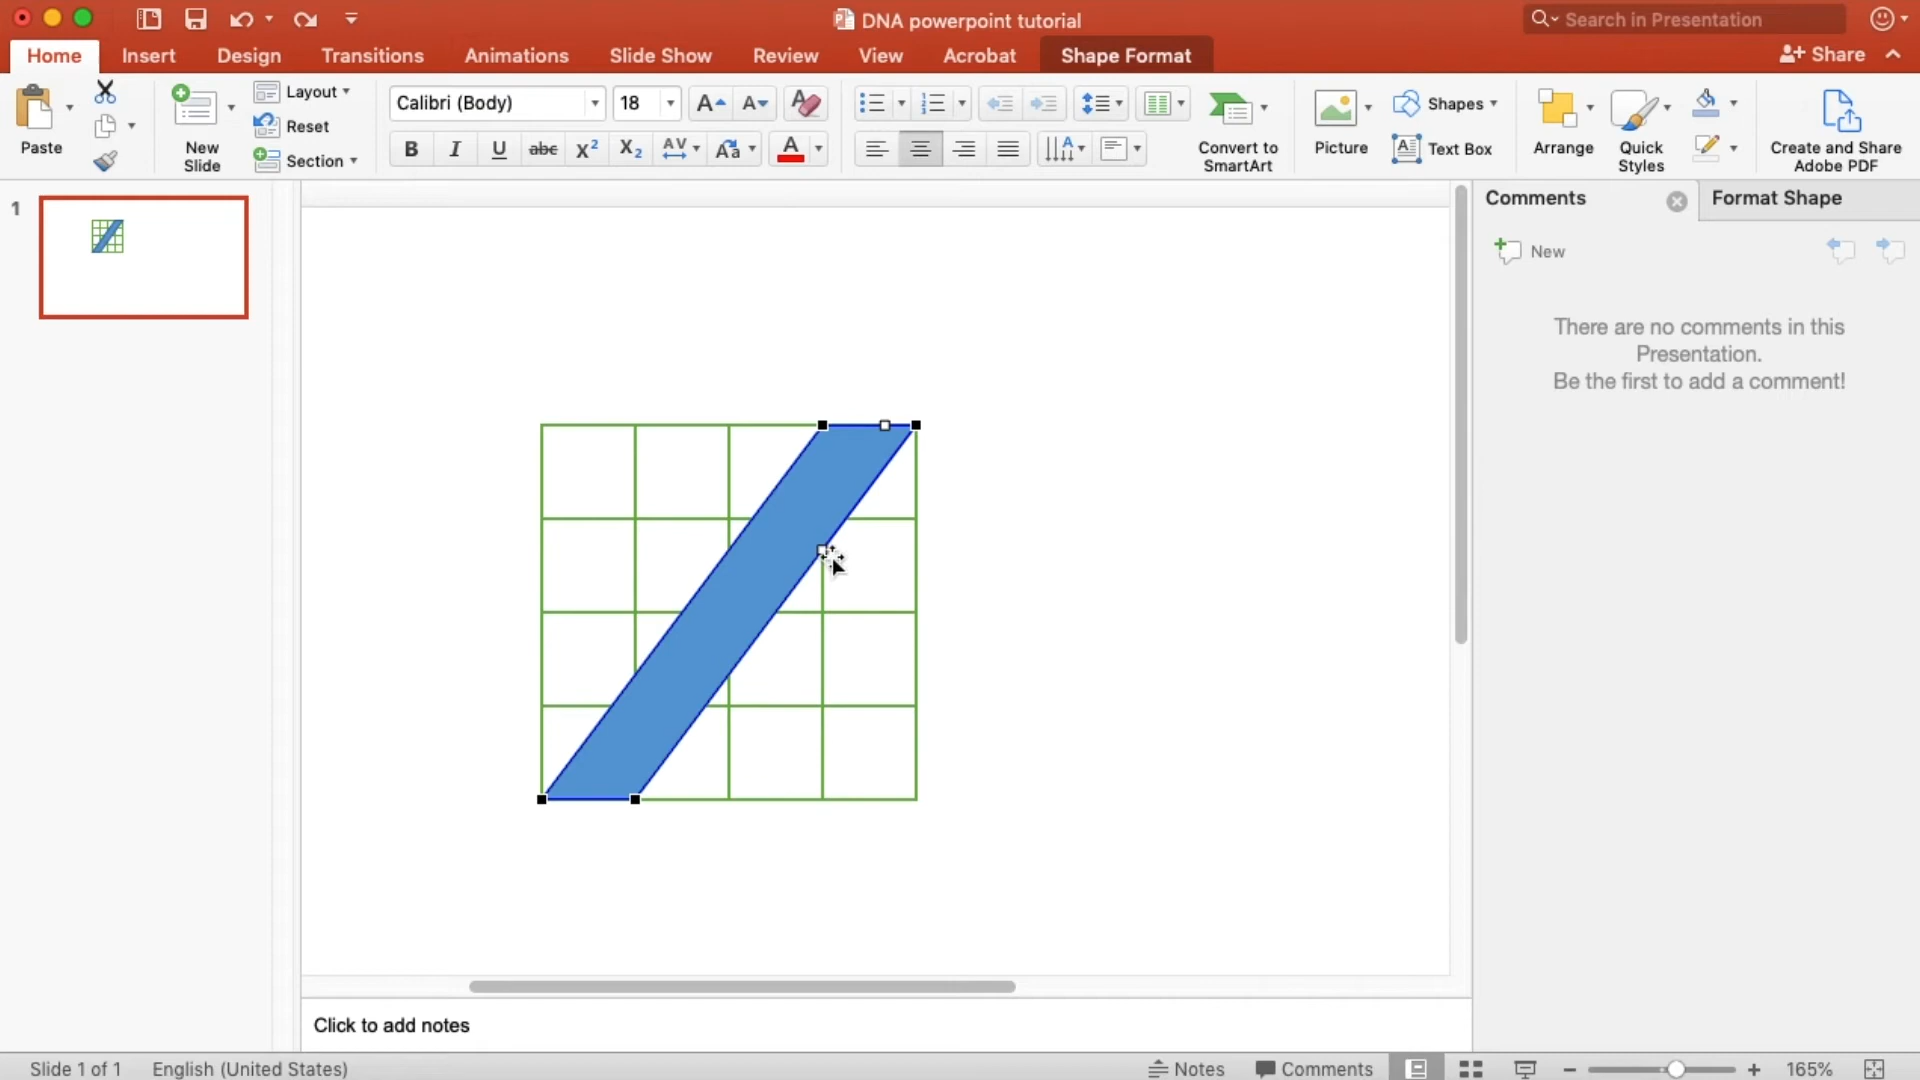 DNA powerpoint tutorial
Search in Presentation
Home Insert Design Transitions Animations Slide Show Review View Acrobat Shape Format
Share
Paste
New
Slide
Layout
Reset
Section
Calibri (Body) 18 A A A
B I U abc X² X₂ AV Aa A
A
Convert to
SmartArt
Picture
Shapes
A Text Box
Arrange
Quick
Styles
Create and Share
Adobe PDF
1
Comments
Format Shape
New
There are no comments in this
Presentation.
Be the first to add a comment!
Click to add notes
Slide 1 of 1 English (United States) Notes Comments 165%